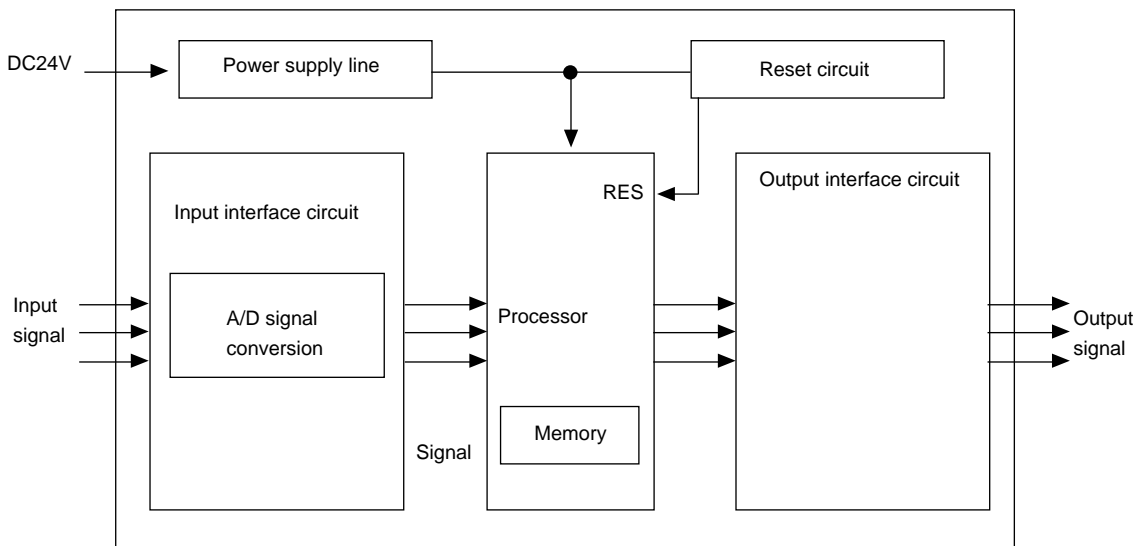 DC24V
Power supply line
Reset circuit
RES
Output interface circuit
Input interface circuit
Input
signal
A/D signal
conversion
Processor
Output
signal
Memory
Signal